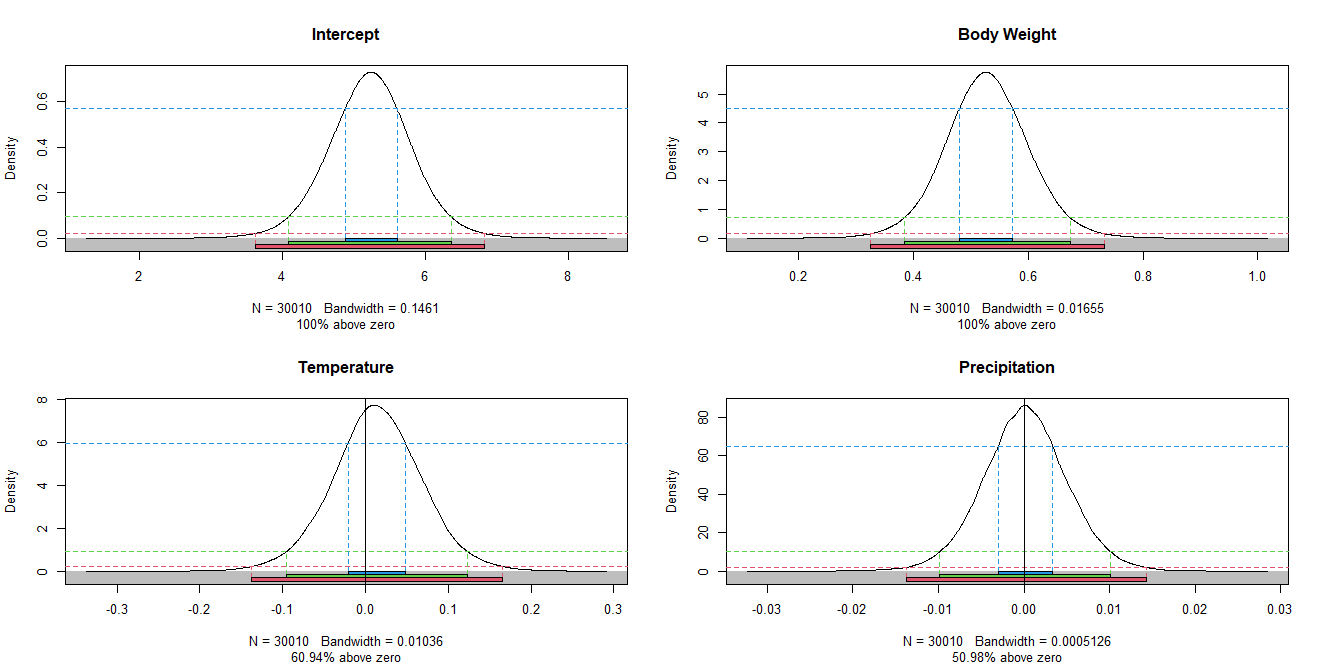 Intercept
Density
0.0 0.2 0.4 0.6
2 4 6 8
N = 30010 Bandwidth = 0.1461
100% above zero
Body Weight
Density
0 1 2 3 4 5
0.2 0.4 0.6 0.8 1.0
N = 30010 Bandwidth = 0.01655
100% above zero
Temperature
Density
0 2 4 6 8
-0.3 -0.2 -0.1 0.0 0.1 0.2 0.3
N = 30010 Bandwidth = 0.01036
60.94% above zero
Precipitation
Density
0 20 40 60 80
-0.03 -0.02 -0.01 0.00 0.01 0.02 0.03
N = 30010 Bandwidth = 0.0005126
50.98% above zero